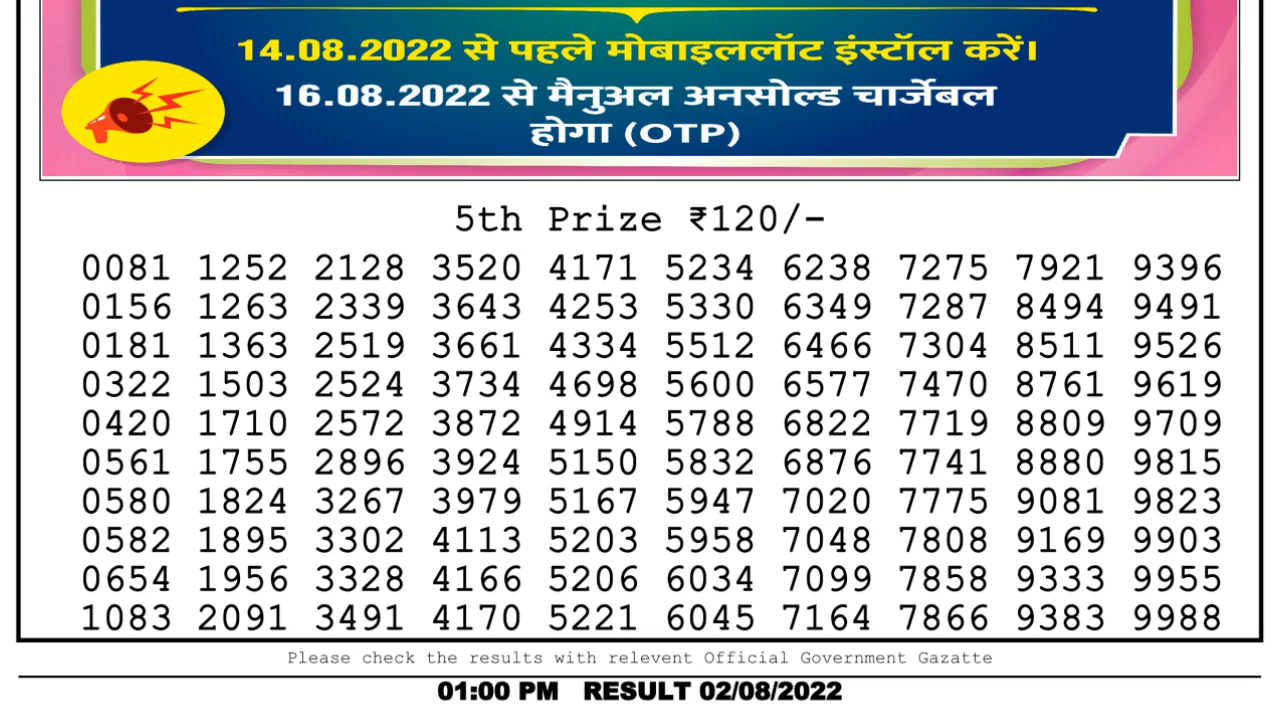 14.08.2022 से पहले मोबाइललॉट इंस्टॉल करें।
16.08.2022 से मैनुअल अनसोल्ड चार्जेबल
होगा (OTP)
5th Prize ₹120/-
0081 1252 2128 3520 4171 5234 6238 7275 7921 9396
0156 1263 2339 3643 4253 5330 6349 7287 8494 9491
0181 1363 2519 3661 4334 5512 6466 7304 8511 9526
0322 1503 2524 3734 4698 5600 6577 7470 8761 9619
0420 1710 2572 3872 4914 5788 6822 7719 8809 9709
0561 1755 2896 3924 5150 5832 6876 7741 8880 9815
0580 1824 3267 3979 5167 5947 7020 7775 9081 9823
0582 1895 3302 4113 5203 5958 7048 7808 9169 9903
0654 1956 3328 4166 5206 6034 7099 7858 9333 9955
1083 2091 3491 4170 5221 6045 7164 7866 9383 9988
Please check the results with relevent Official Government Gazatte
01:00 PM RESULT 02/08/2022